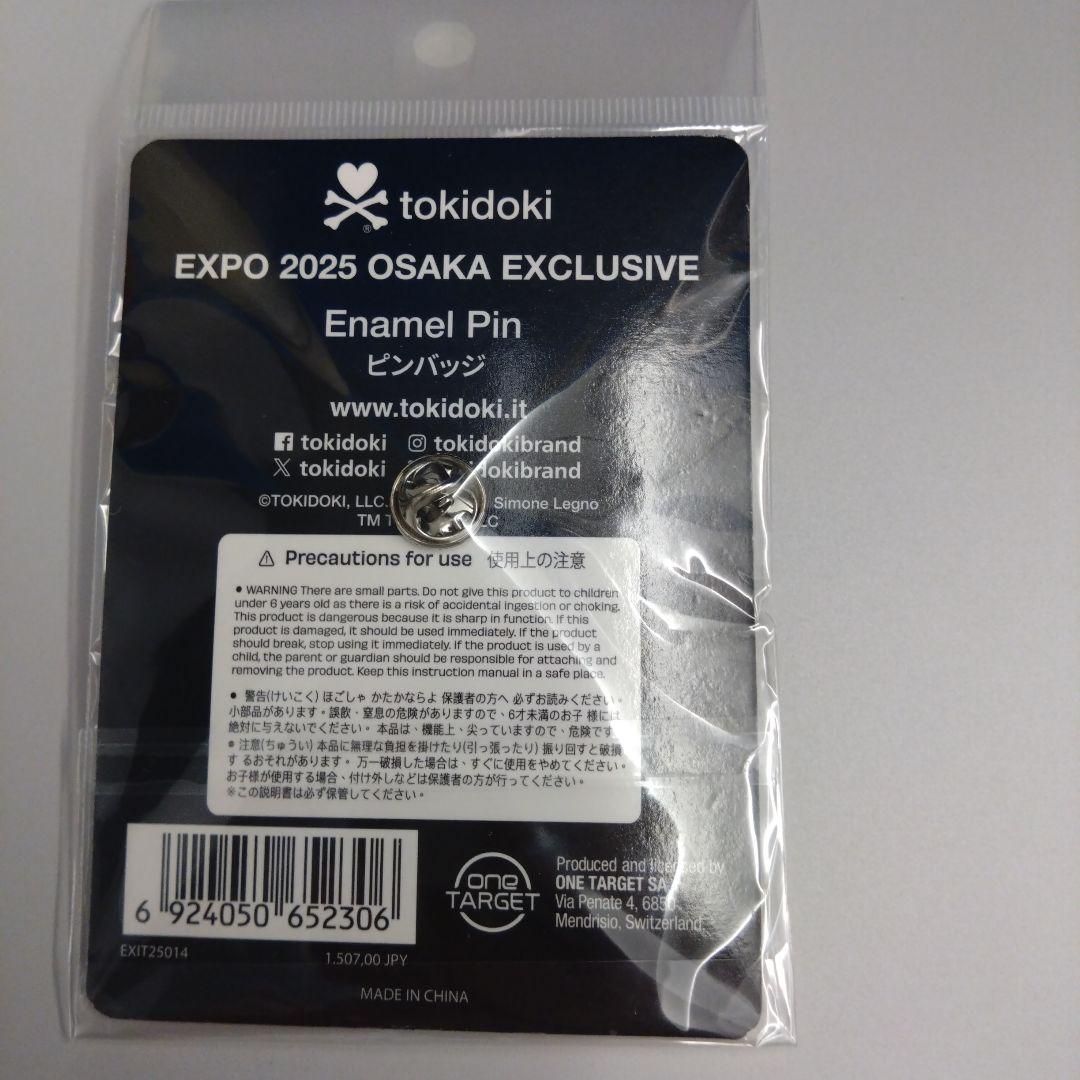 tokidoki
®
EXPO 2025 OSAKA EXCLUSIVE
Enamel Pin
ピンバッジ
www.tokidoki.it
tokidoki tokidokibrand
tokidoki
©TOKIDOKI, LLC. Simone Legno
TM
⚠ Precautions for use 使用上の注意
• WARNING There are small parts. Do not give this product to children
under 6 years old as there is a risk of accidental ingestion or choking.
This product is dangerous because it is sharp in function. If this
product is damaged, it should be used immediately. If the product
should break, stop using it immediately. If the product is used by a
child, the parent or guardian should be responsible for attaching and
removing the product. Keep this instruction manual in a safe place.
• 警告(けいこく) ほごしゃ かたかならよ 保護者の方へ 必ずお読みください。
小部品があります。誤飲・窒息の危険がありますので、6才未満のお子 様には
絶対に与えないでください。 本品は、機能上、尖っていますので、危険です
• 注意(ちゅうい) 本品に無理な負担を掛けたり(引っ張ったり) 振り回すと破損
す るおそれがあります。 万一破損した場合は、すぐに使用をやめてください。
お子様が使用する場合、付け外しなどは保護者の方が行ってください。
※この説明書は必ず保管してください。
6 924050 652306
EXIT25014
1.507,00 JPY
one
TARGET
Produced and licensed by
ONE TARGET SA
Via Penate 4, 6850
Mendrisio, Switzerland.
MADE IN CHINA